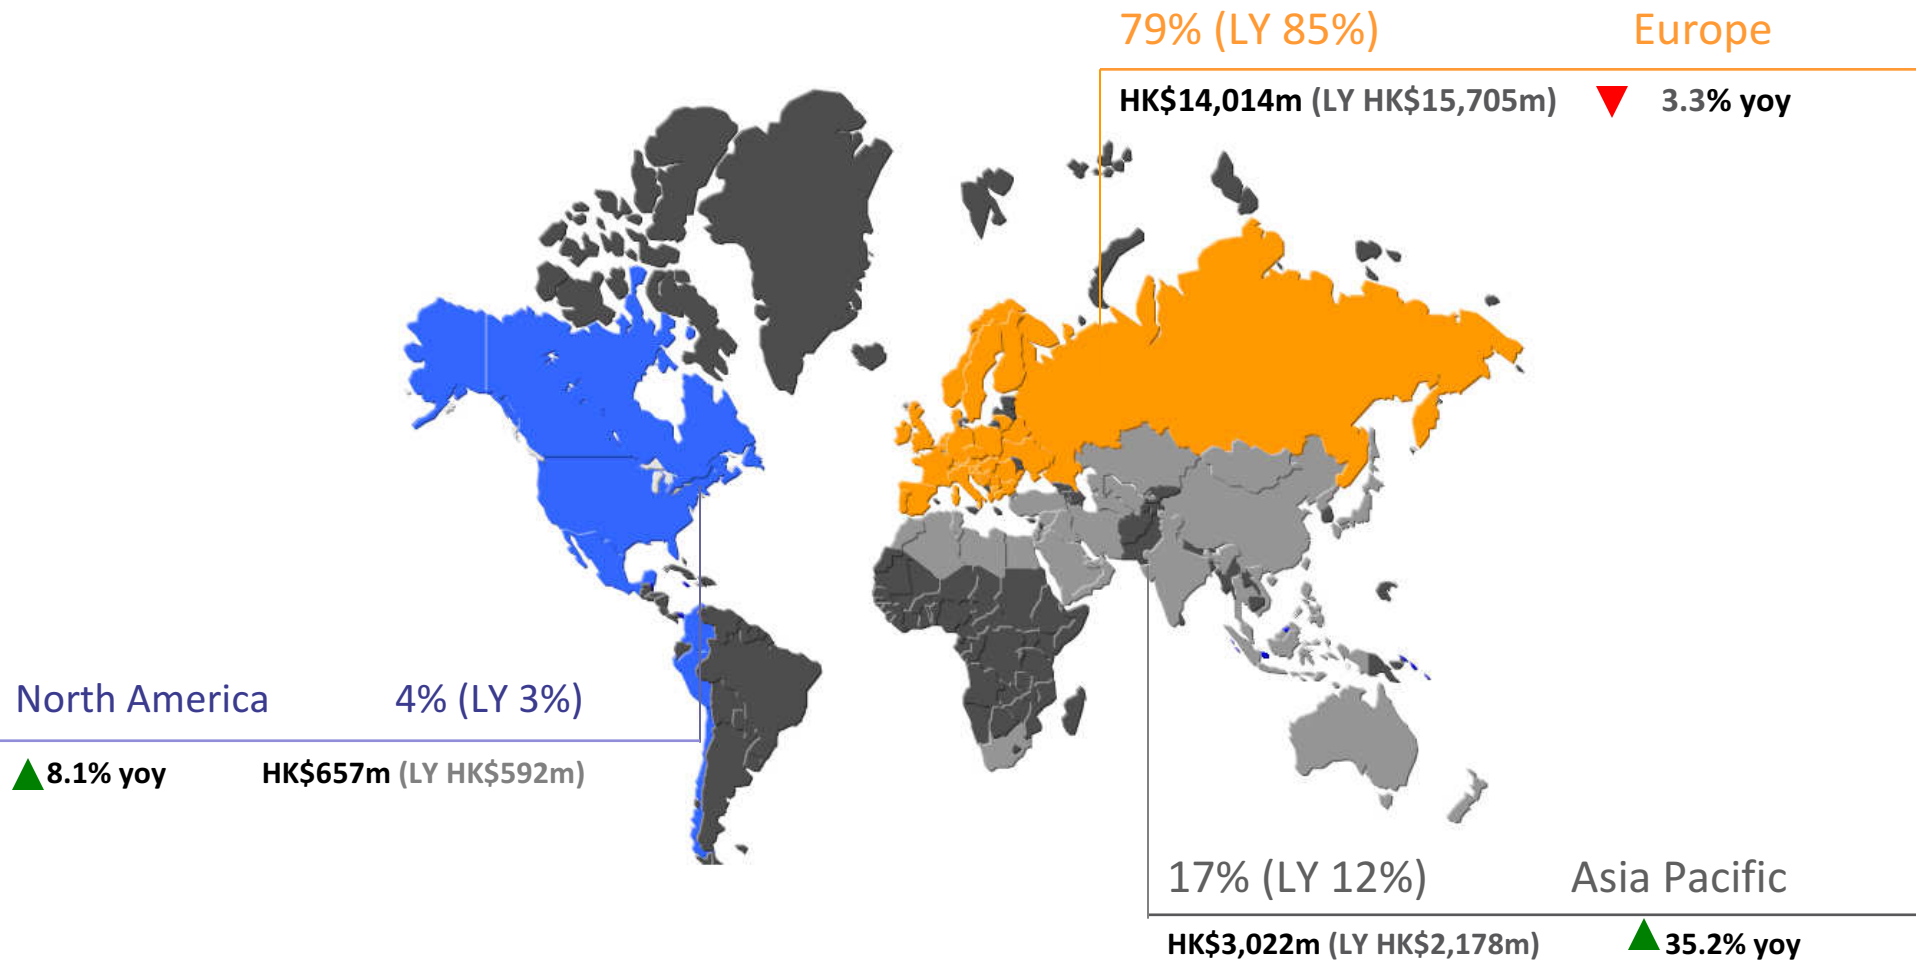 79% (LY 85%) Europe
HK$14,014m (LY HK$15,705m) 3.3% yoy
North America 4% (LY 3%)
8.1% yoy HK$657m (LY HK$592m)
17% (LY 12%) Asia Pacific
HK$3,022m (LY HK$2,178m) 35.2% yoy